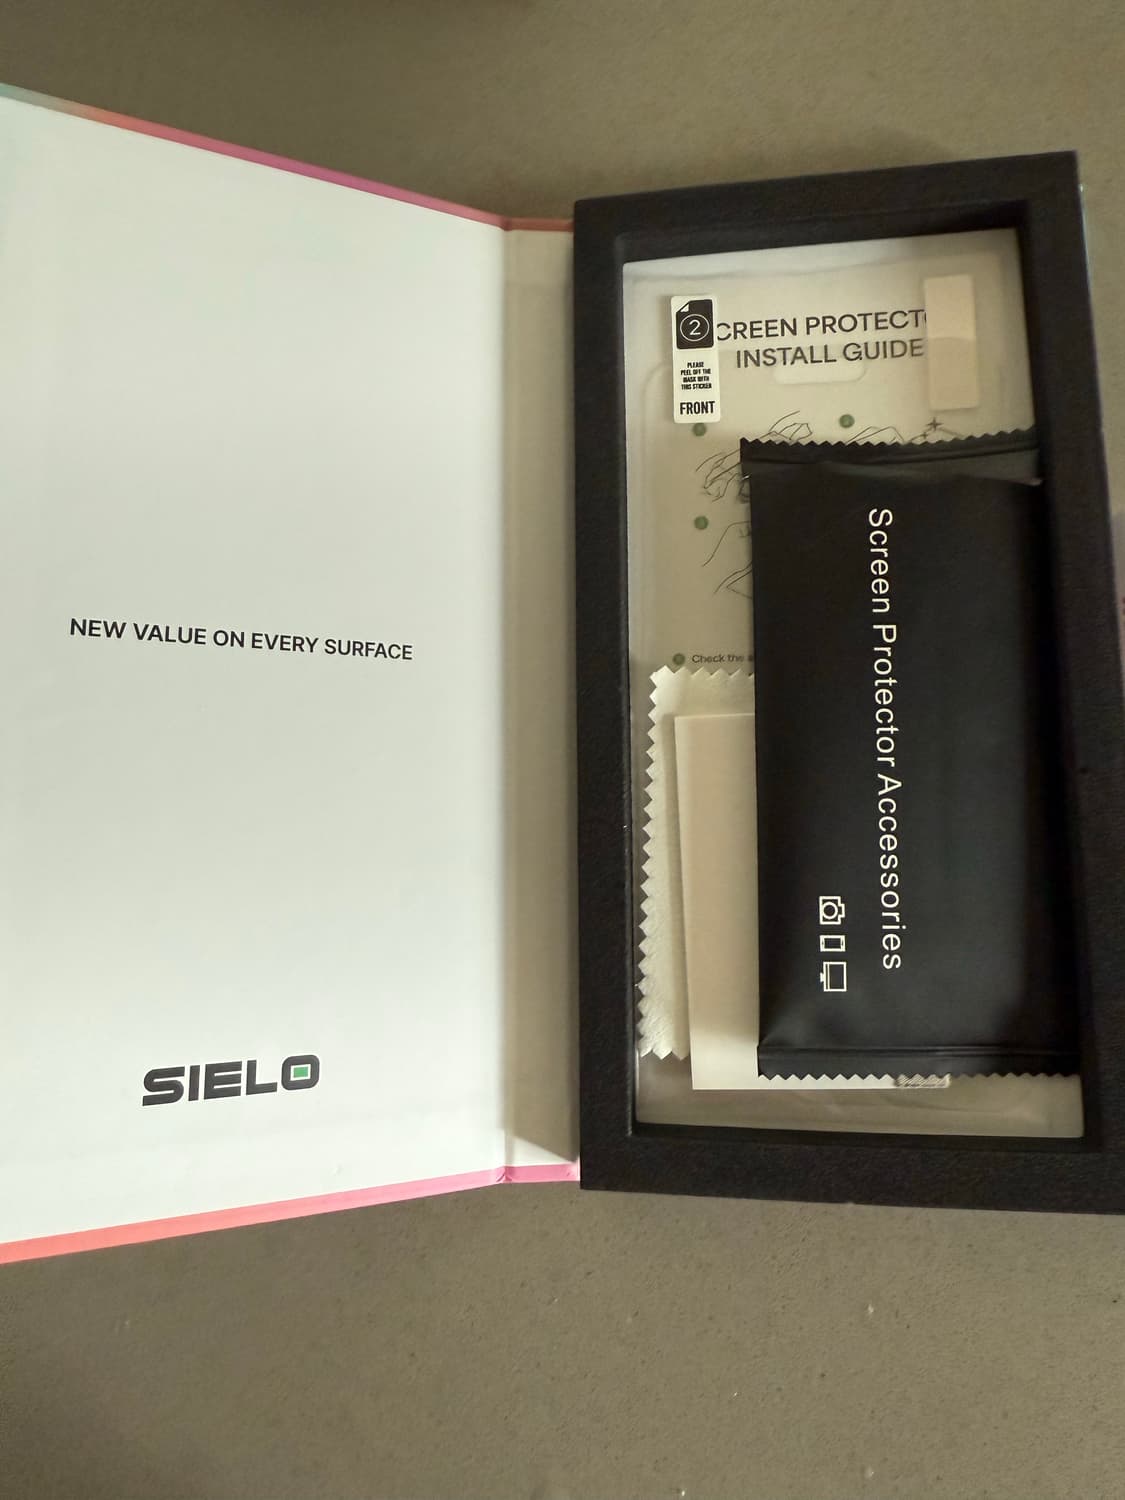 NEW VALUE ON EVERY SURFACE
SIELO
2
PLEASE
PEEL OFF THE
MASK WITH
THIS STICKER
FRONT
CREEN PROTECT
INSTALL GUIDE
Check the
Screen Protector Accessories